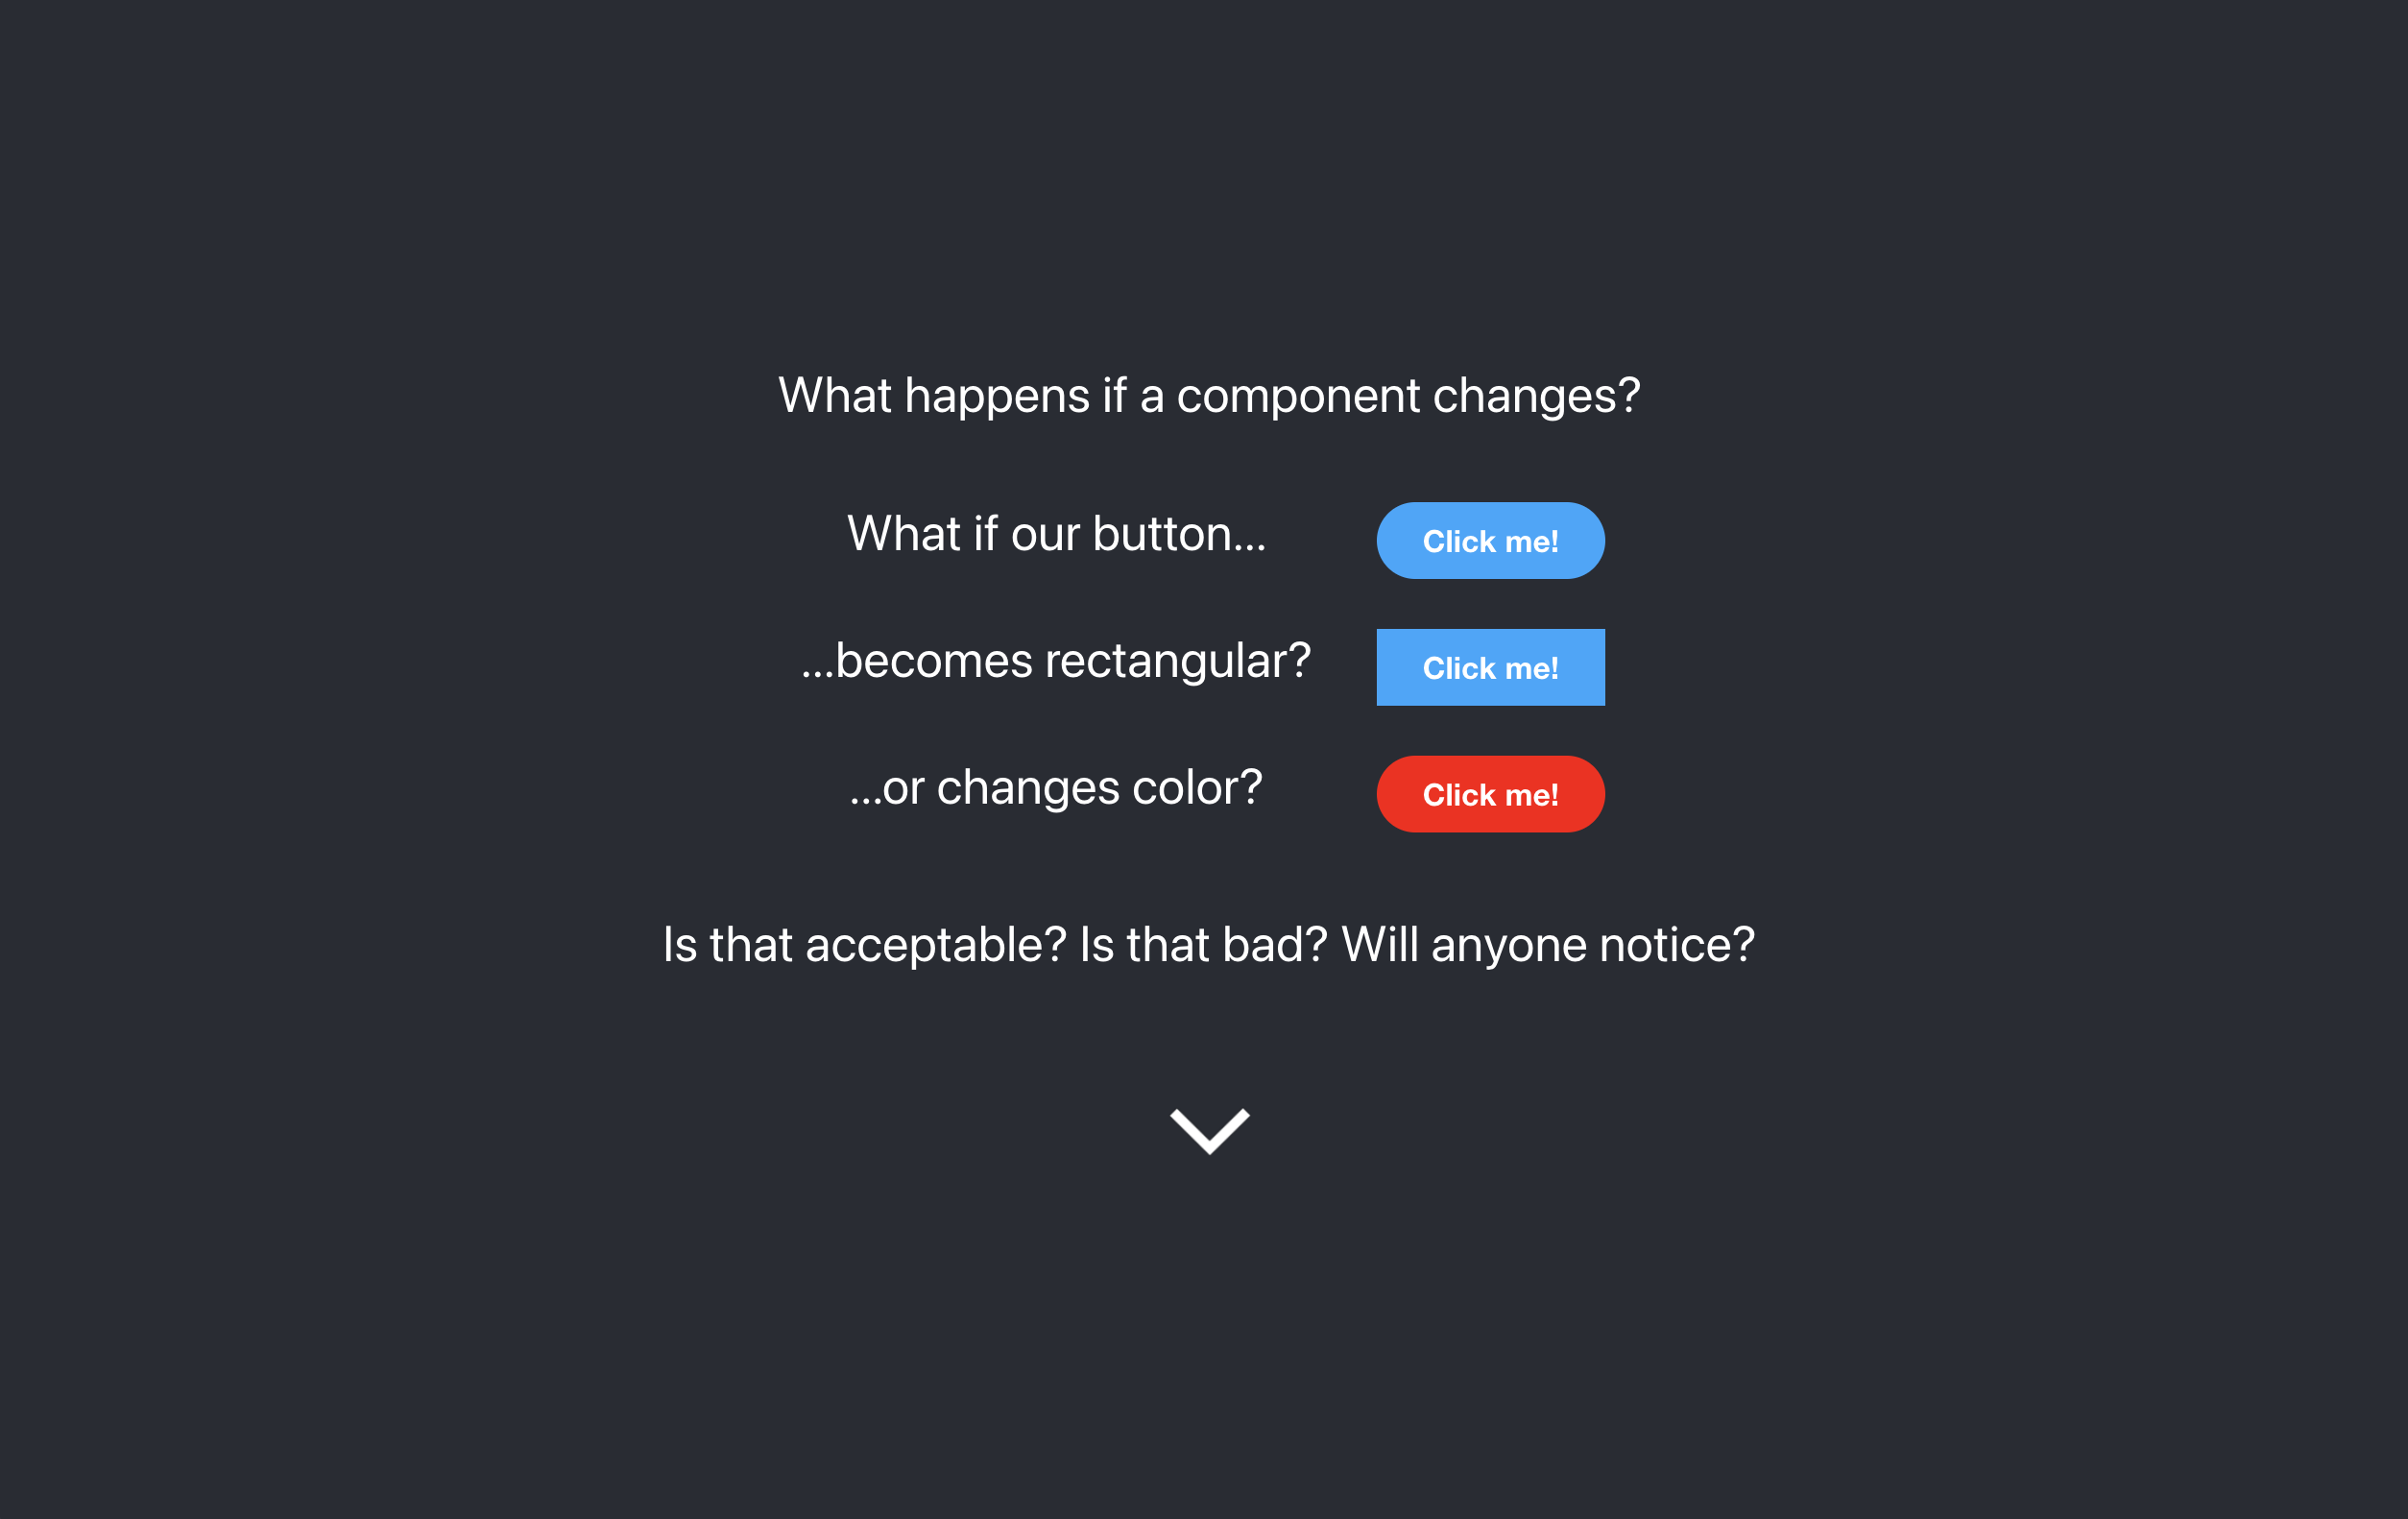 What happens if a component changes?
What if our button...
Click me!
...becomes rectangular?
Click me!
...or changes color?
Click me!
Is that acceptable? Is that bad? Will anyone notice?